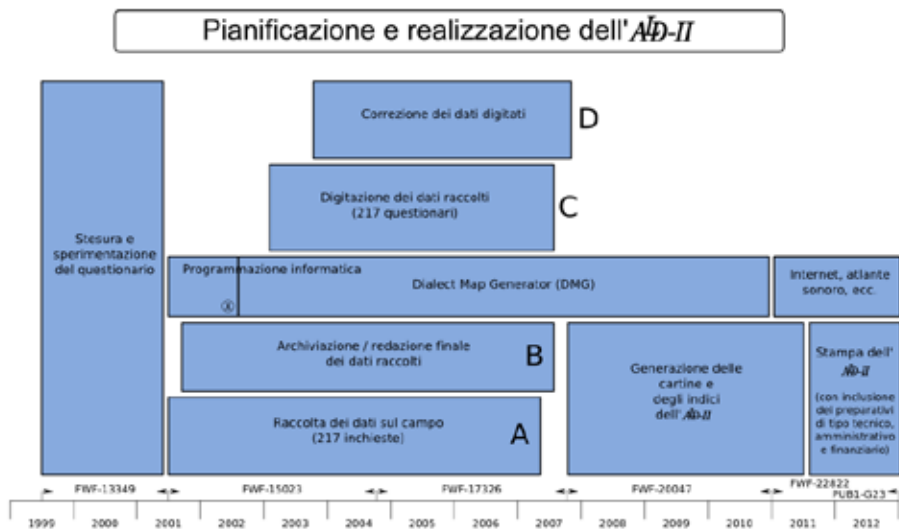 Pianificazione e realizzazione dell'ALD-II
Correzione dei dati digitati
D
Digitazione dei dati raccolti
(217 questionari)
C
Stesura e
sperimentazione
del questionario
Programmazione informatica
Dialect Map Generator (DMG)
Internet, atlante
sonoro, ecc.
Archiviazione / redazione finale
dei dati raccolti
B
Generazione delle
cartine e
degli indici
dell'ALD-II
Stampa dell'
ALD-II
(con inclusione
dei preparativi
di tipo tecnico,
amministrativo
e finanziario)
Raccolta dei dati sul campo
(217 inchieste)
A
FWF-13349
FWF-15023
FWF-17326
FWF-20047
FWF-22822
PUB1-G23
1999 2000 2001 2002 2003 2004 2005 2006 2007 2008 2009 2010 2011 2012